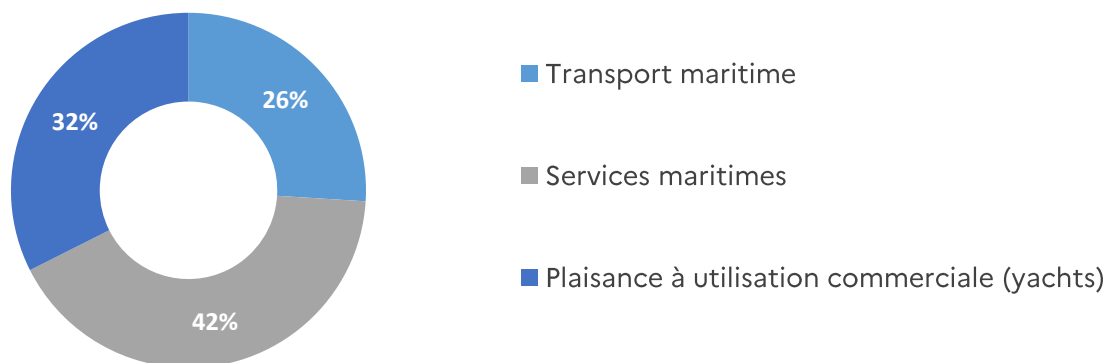 26%
32%
42%
Transport maritime
Services maritimes
Plaisance à utilisation commerciale (yachts)